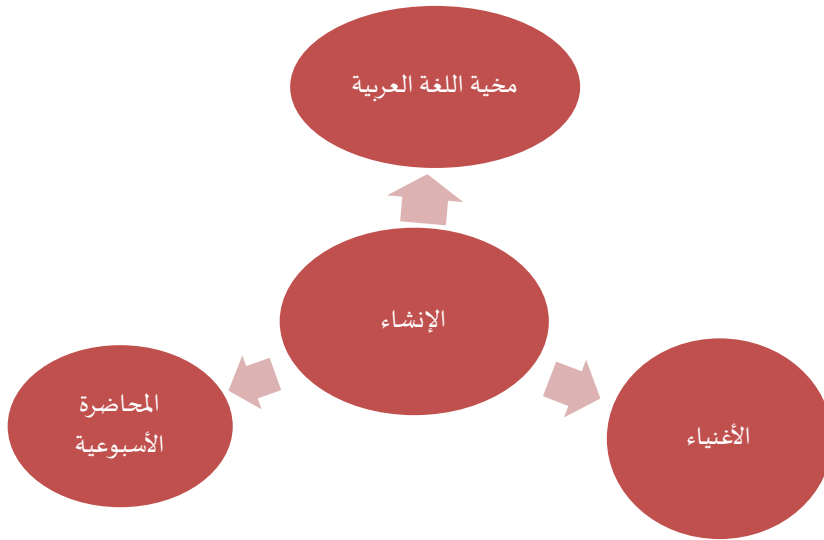 مخية اللغة العربية
الإنشاء
المحاضرة
الأسبوعية
الأغنياء